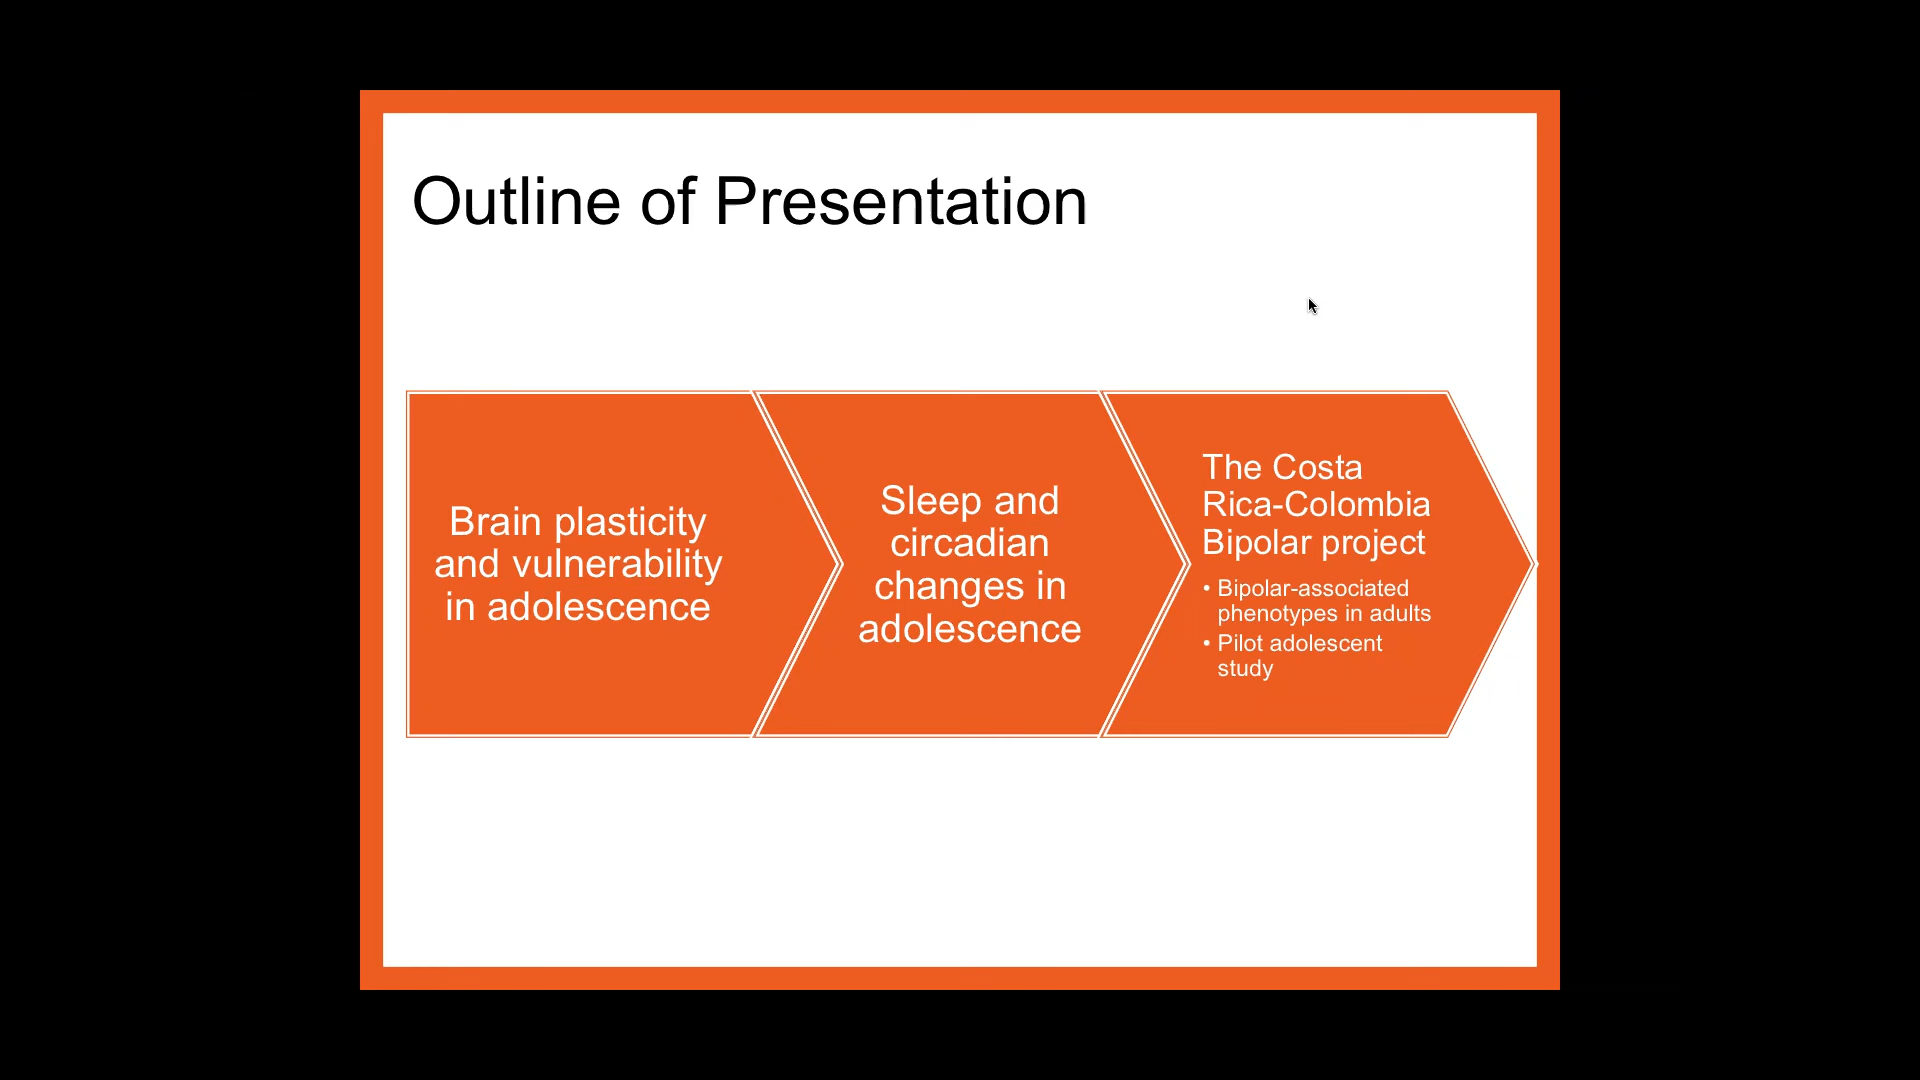 Outline of Presentation
Brain plasticity
and vulnerability
in adolescence
Sleep and
circadian
changes in
adolescence
The Costa
Rica-Colombia
Bipolar project
• Bipolar-associated
phenotypes in adults
• Pilot adolescent
study